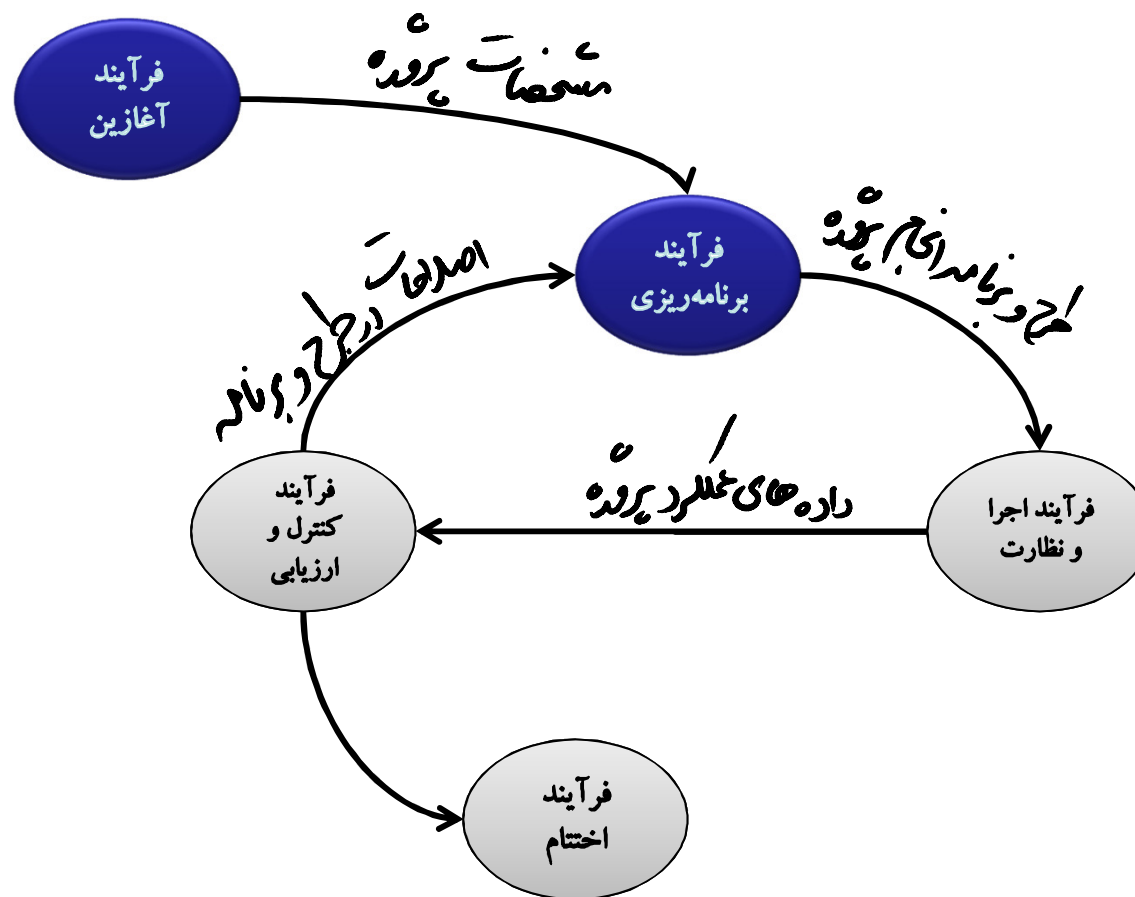 فرآیند
آغازین
مشخصات پروژه
فرآیند
برنامه‌ریزی
طرح و برنامه انجام پروژه
اصلاحات
در طرح و برنامه
داده های عملکرد پروژه
فرآیند اجرا
و نظارت
فرآیند
کنترل و
ارزیابی
فرآیند
اختتام